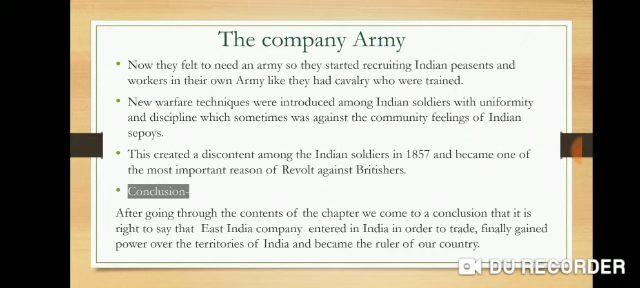 The company Army
• Now they felt to need an army so they started recruiting Indian peasents and
workers in their own Army like they had cavalry who were trained.
• New warfare techniques were introduced among Indian soldiers with uniformity
and discipline which sometimes was against the community feelings of Indian
sepoys.
• This created a discontent among the Indian soldiers in 1857 and became one of
the most important reason of Revolt against Britishers.
• Conclusion-
After going through the contents of the chapter we come to a conclusion that it is
right to say that East India company entered in India in order to trade, finally gained
power over the territories of India and became the ruler of our country.
DU RECORDER